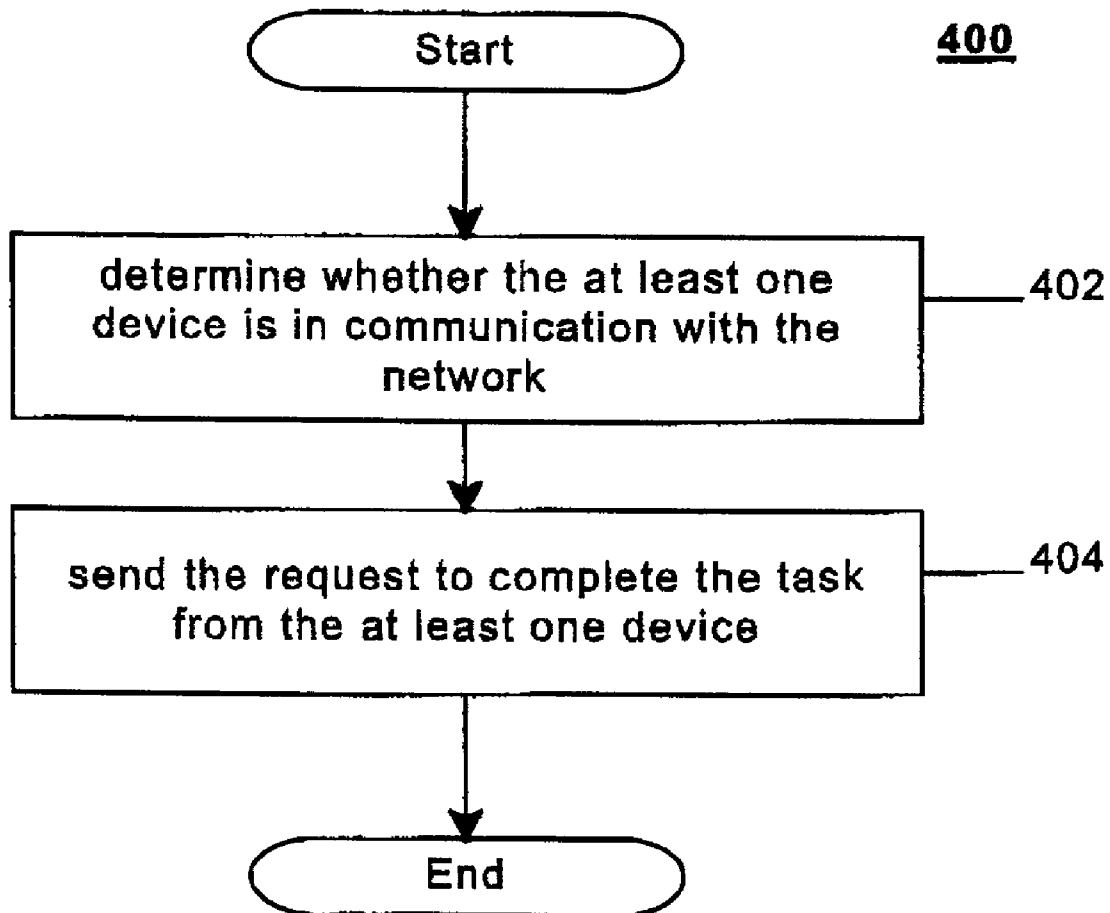 Start
400
determine whether the at least one
device is in communication with the
network
402
send the request to complete the task
from the at least one device
404
End